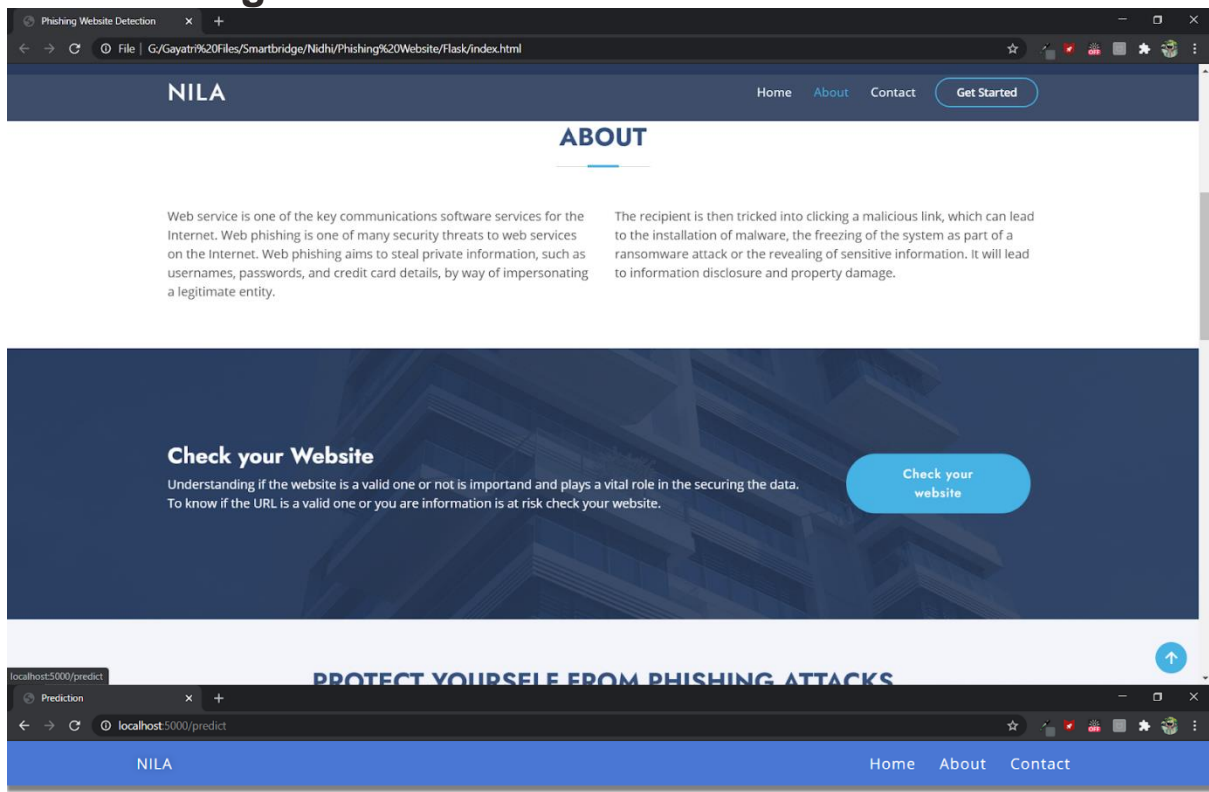 Phishing Website Detection
File | G:/Gayatri%20Files/Smartbridge/Nidhi/Phishing%20Website/Flask/index.html
OFF
NILA
Home About Contact Get Started
ABOUT
Web service is one of the key communications software services for the
Internet. Web phishing is one of many security threats to web services
on the Internet. Web phishing aims to steal private information, such as
usernames, passwords, and credit card details, by way of impersonating
a legitimate entity.
The recipient is then tricked into clicking a malicious link, which can lead
to the installation of malware, the freezing of the system as part of a
ransomware attack or the revealing of sensitive information. It will lead
to information disclosure and property damage.
Check your Website
Understanding if the website is a valid one or not is importand and plays a vital role in the securing the data.
To know if the URL is a valid one or you are information is at risk check your website.
Check your
website
PROTECT YOURSELF FROM PHISHING ATTACKS
localhost:5000/predict
Prediction
localhost:5000/predict
OFF
NILA
Home About Contact